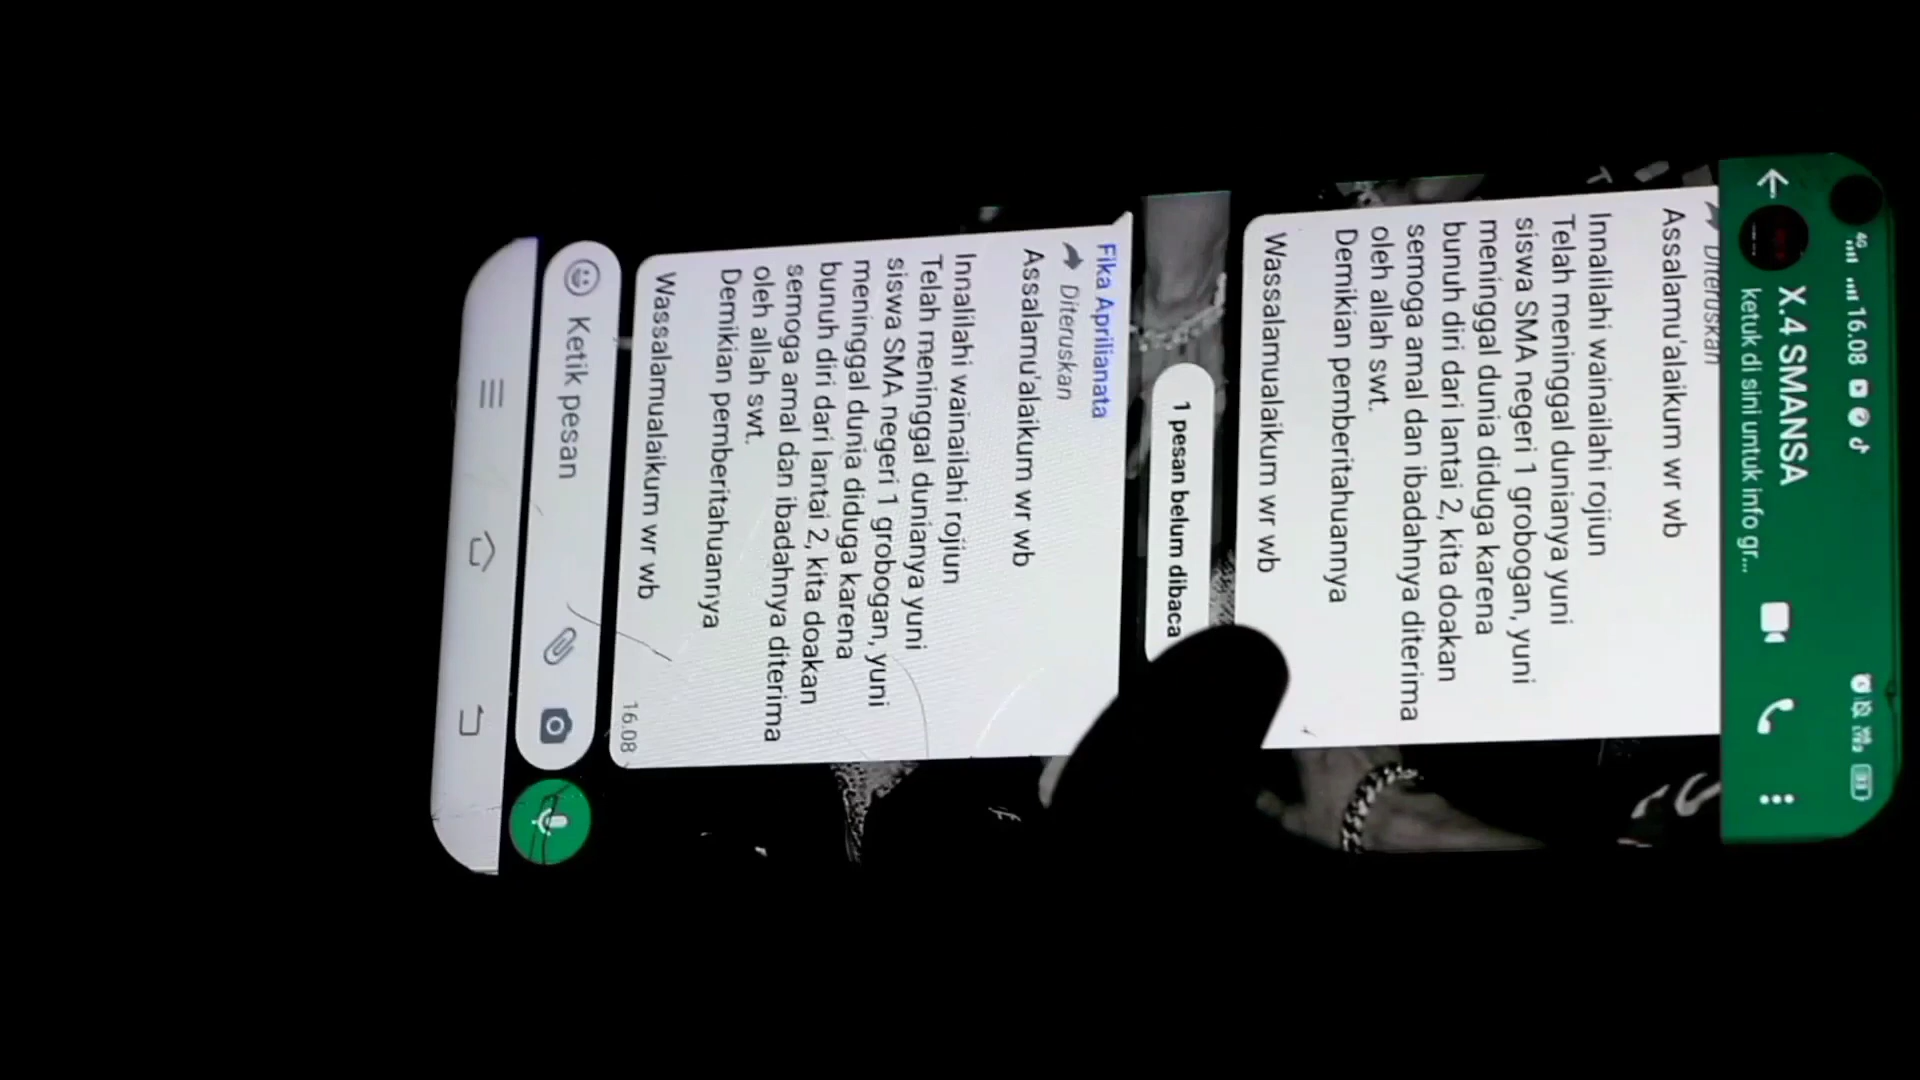 4G 16.08
X.4 SMANSA
ketuk di sini untuk info gr...
Diteruskan
Assalamu'alaikum wr wb
Innalilahi wainailahi rojiun
Telah meninggal dunianya yuni
siswa SMA negeri 1 grobogan, yuni
meninggal dunia diduga karena
bunuh diri dari lantai 2, kita doakan
semoga amal dan ibadahnya diterima
oleh allah swt.
Demikian pemberitahuannya
Wassalamualaikum wr wb
1 pesan belum dibaca
Fika Aprilianata
Diteruskan
Assalamu'alaikum wr wb
Innalilahi wainailahi rojiun
Telah meninggal dunianya yuni
siswa SMA negeri 1 grobogan, yuni
meninggal dunia diduga karena
bunuh diri dari lantai 2, kita doakan
semoga amal dan ibadahnya diterima
oleh allah swt.
Demikian pemberitahuannya
Wassalamualaikum wr wb
16.08
Ketik pesan